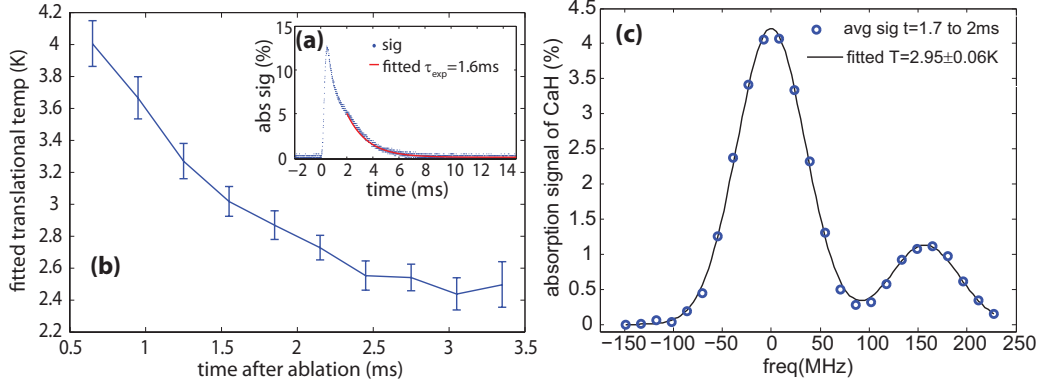 (b)
fitted translational temp (K)
4.2
4
3.8
3.6
3.4
3.2
3
2.8
2.6
2.4
2.2
0.5 1.0 1.5 2.0 2.5 3.0 3.5
time after ablation (ms)
(a)
sig
fitted τexp=1.6ms
abs sig (%)
15
10
5
0
−2 0 2 4 6 8 10 12 14
time (ms)
(c)
avg sig t=1.7 to 2ms
fitted T=2.95±0.06K
absorption signal of CaH (%)
4.5
4
3.5
3
2.5
2
1.5
1
0.5
0
−150 −100 −50 0 50 100 150 200 250
freq(MHz)